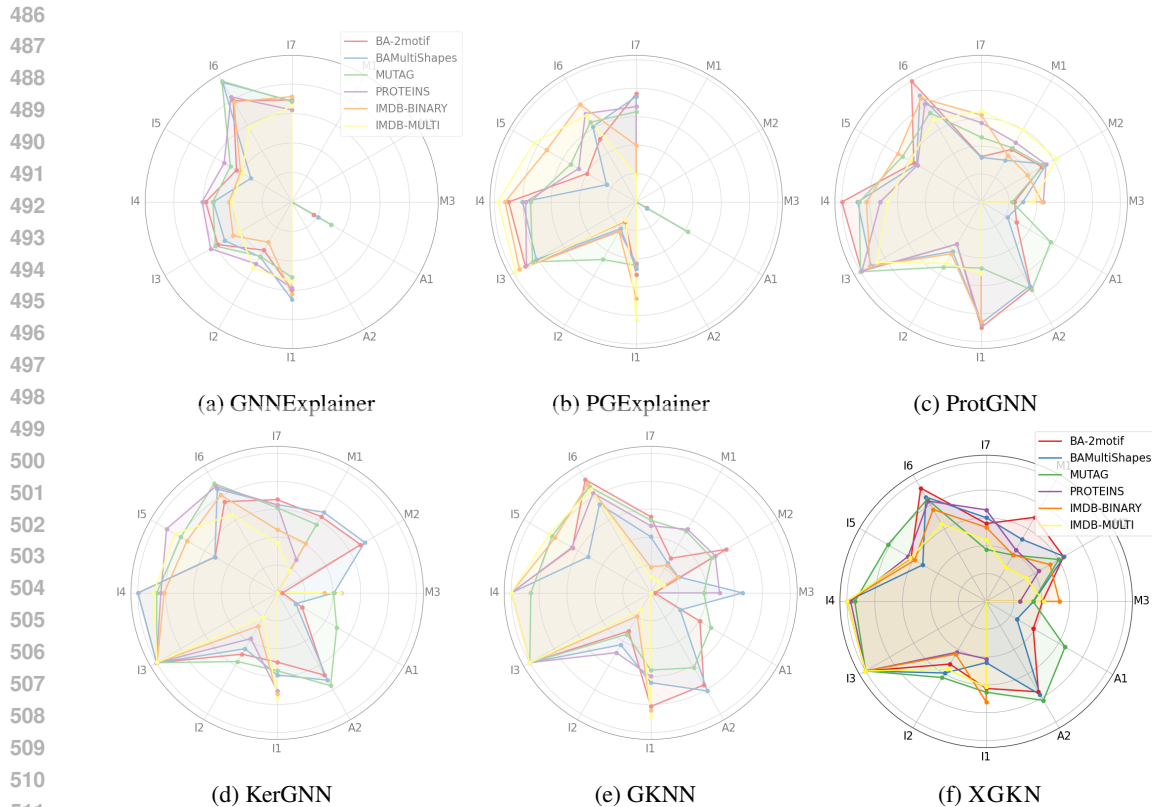 486
487
488
489
490
491
492
493
494
495
496
497
498
499
500
501
502
503
504
505
506
507
508
509
510
I7
I6
I5
I4
I3
I2
I1
A2
A1
M3
BA-2motif
BAMultiShapes
MUTAG
PROTEINS
IMDB-BINARY
IMDB-MULTI
(a) GNNExplainer
I7
M1
M2
M3
A1
A2
I1
I2
I3
I4
I5
I6
(b) PGExplainer
I7
M1
M2
M3
A1
A2
I1
I2
I3
I4
I5
I6
(c) ProtGNN
I7
M1
M2
M3
A1
A2
I1
I2
I3
I4
I5
I6
(d) KerGNN
I7
M1
M2
M3
A1
A2
I1
I2
I3
I4
I5
I6
(e) GKNN
I7
M3
A1
A2
I1
I2
I3
I4
I5
I6
BA-2motif
BAMultiShapes
MUTAG
PROTEINS
IMDB-BINARY
IMDB-MULTI
(f) XGKN